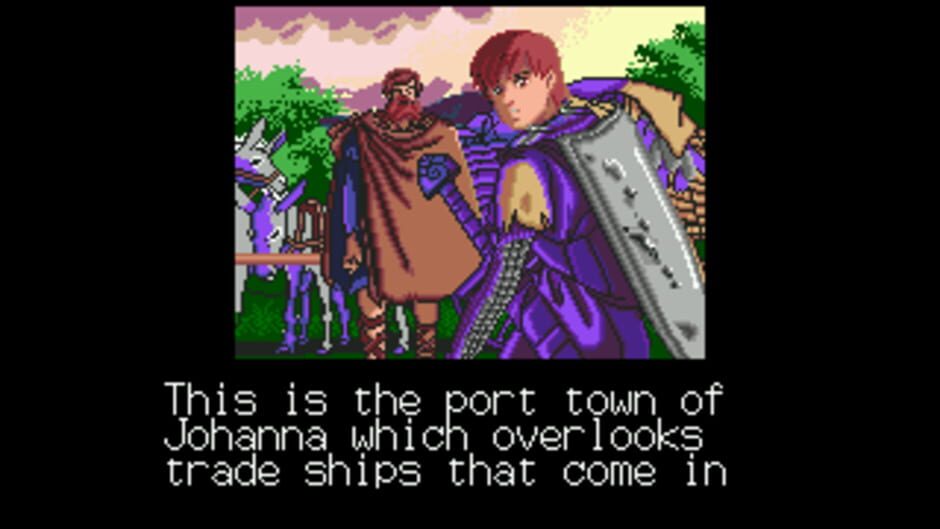 This is the port town of
Johanna which overlooks
trade ships that come in